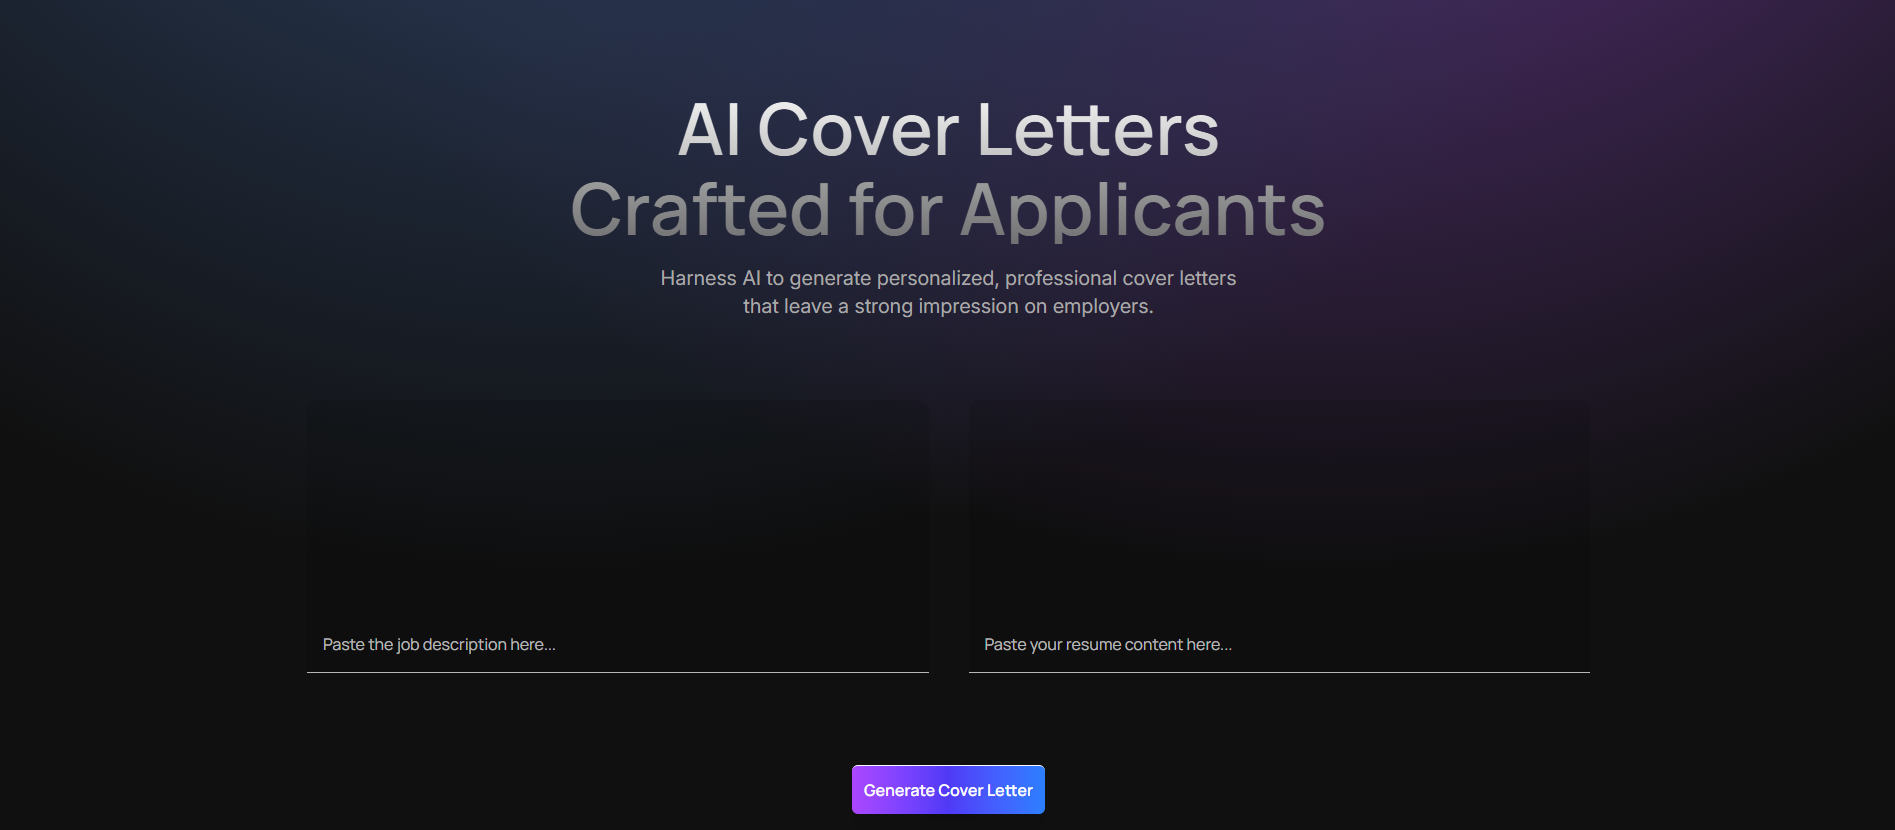 AI Cover Letters
Crafted for Applicants
Harness AI to generate personalized, professional cover letters
that leave a strong impression on employers.
Paste the job description here...
Paste your resume content here...
Generate Cover Letter